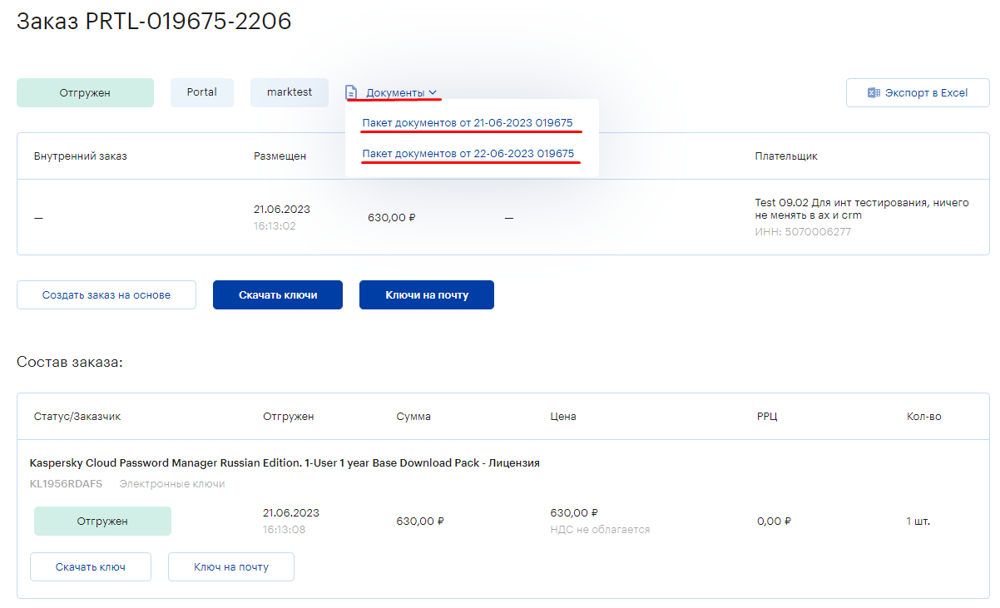 Заказ PRTL-019675-2206
Отгружен
Portal
marktest
Документы
Экспорт в Excel
Пакет документов от 21-06-2023 019675
Пакет документов от 22-06-2023 019675
Внутренний заказ
Размещен
Плательщик
—
21.06.2023
16:13:02
630,00 ₽
—
Test 09.02 Для инт тестирования, ничего
не менять в ax и crm
ИНН: 5070006277
Создать заказ на основе
Скачать ключи
Ключи на почту
Состав заказа:
Статус/Заказчик
Отгружен
Сумма
Цена
РРЦ
Кол-во
Kaspersky Cloud Password Manager Russian Edition. 1-User 1 year Base Download Pack - Лицензия
KL1956RDAFS
Электронные ключи
Отгружен
21.06.2023
16:13:08
630,00 ₽
630,00 ₽
НДС не облагается
0,00 ₽
1 шт.
Скачать ключ
Ключ на почту